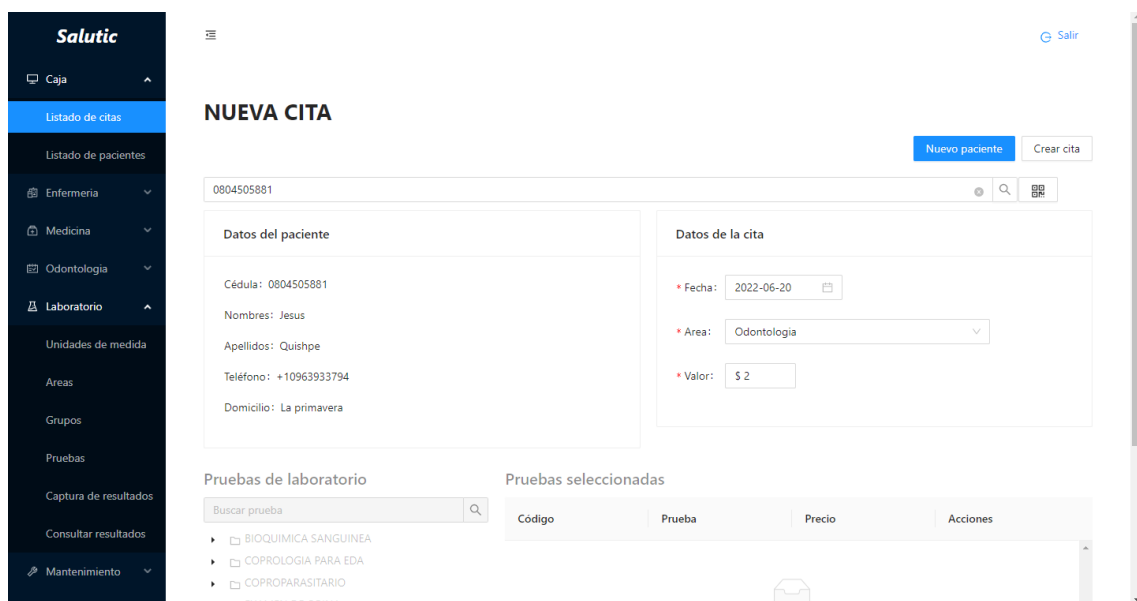 Salutic
Salir
Caja
Listado de citas
Listado de pacientes
Enfermeria
Medicina
Odontologia
Laboratorio
Unidades de medida
Areas
Grupos
Pruebas
Captura de resultados
Consultar resultados
Mantenimiento
NUEVA CITA
Nuevo paciente Crear cita
0804505881
Datos del paciente
Cédula: 0804505881
Nombres: Jesus
Apellidos: Quishpe
Teléfono: +10963933794
Domicilio: La primavera
Datos de la cita
* Fecha: 2022-06-20
* Area: Odontologia
* Valor: $ 2
Pruebas de laboratorio
Buscar prueba
BIOQUIMICA SANGUINEA
COPROLOGIA PARA EDA
COPROPARASITARIO
Pruebas seleccionadas
Código Prueba Precio Acciones